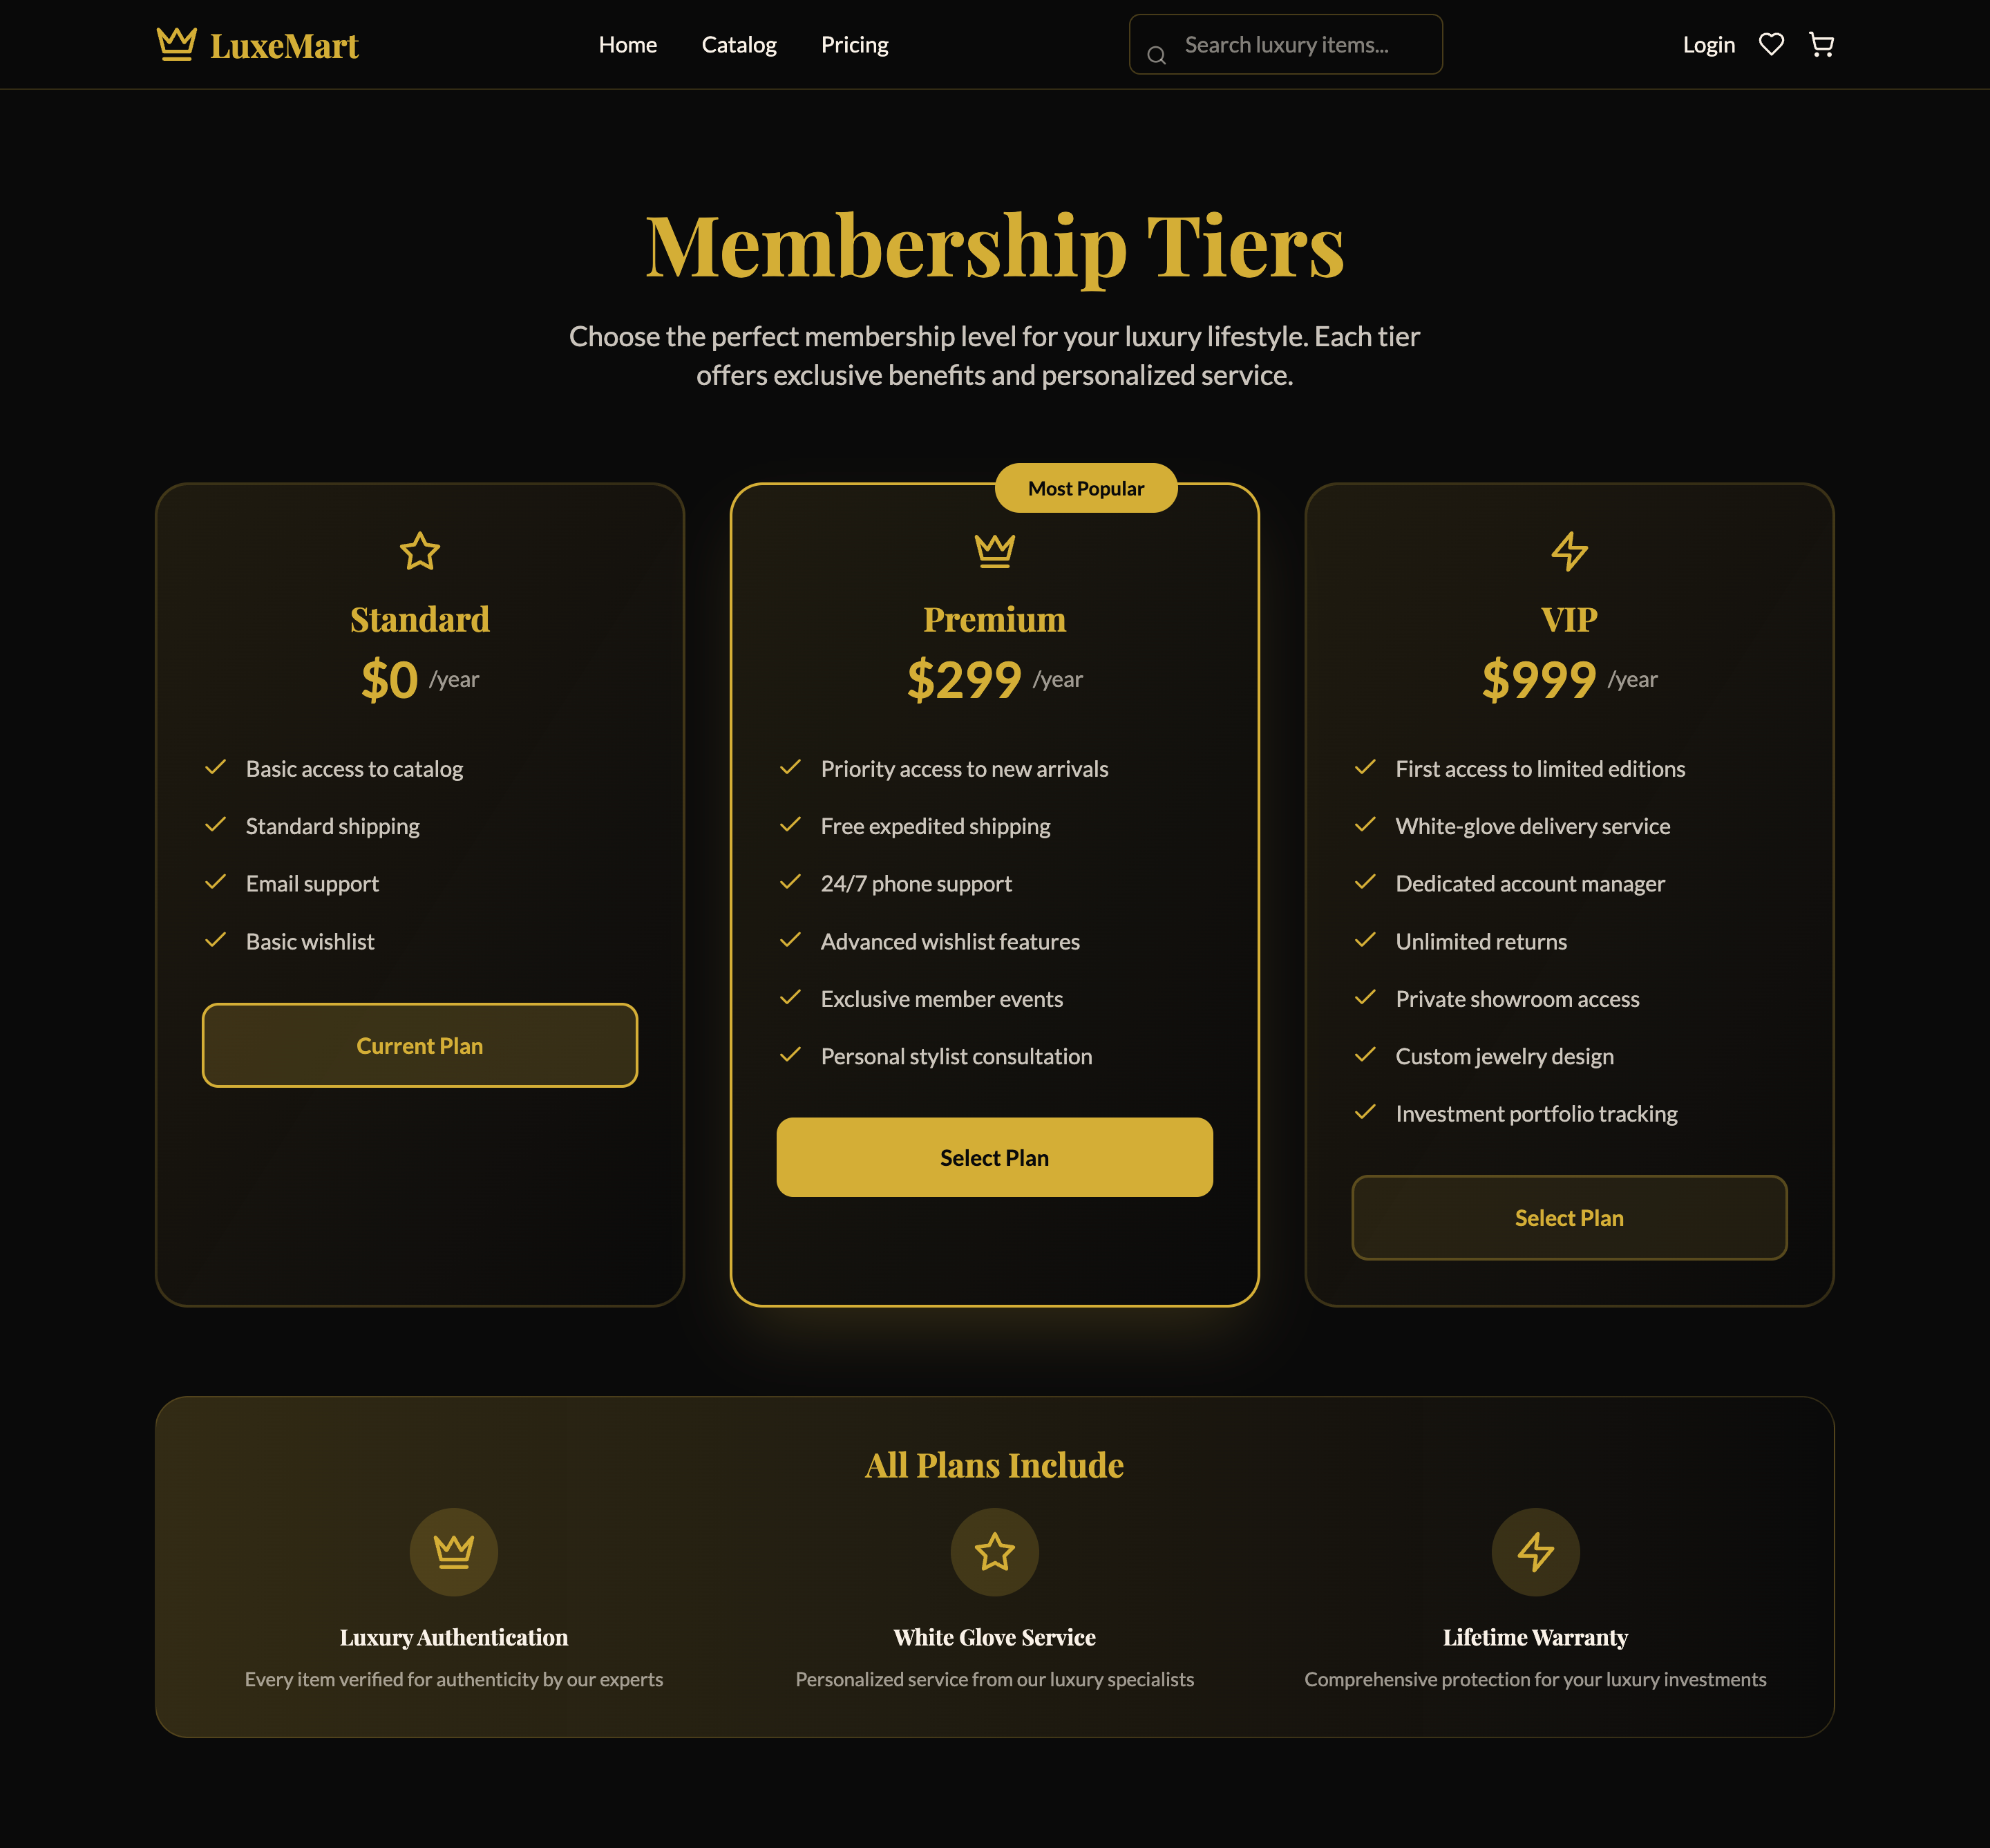 LuxeMart
Home
Catalog
Pricing
Search luxury items...
Login
Membership Tiers
Choose the perfect membership level for your luxury lifestyle. Each tier
offers exclusive benefits and personalized service.
Standard
$0 /year
Basic access to catalog
Standard shipping
Email support
Basic wishlist
Current Plan
Most Popular
Premium
$299 /year
Priority access to new arrivals
Free expedited shipping
24/7 phone support
Advanced wishlist features
Exclusive member events
Personal stylist consultation
Select Plan
VIP
$999 /year
First access to limited editions
White-glove delivery service
Dedicated account manager
Unlimited returns
Private showroom access
Custom jewelry design
Investment portfolio tracking
Select Plan
All Plans Include
Luxury Authentication
Every item verified for authenticity by our experts
White Glove Service
Personalized service from our luxury specialists
Lifetime Warranty
Comprehensive protection for your luxury investments